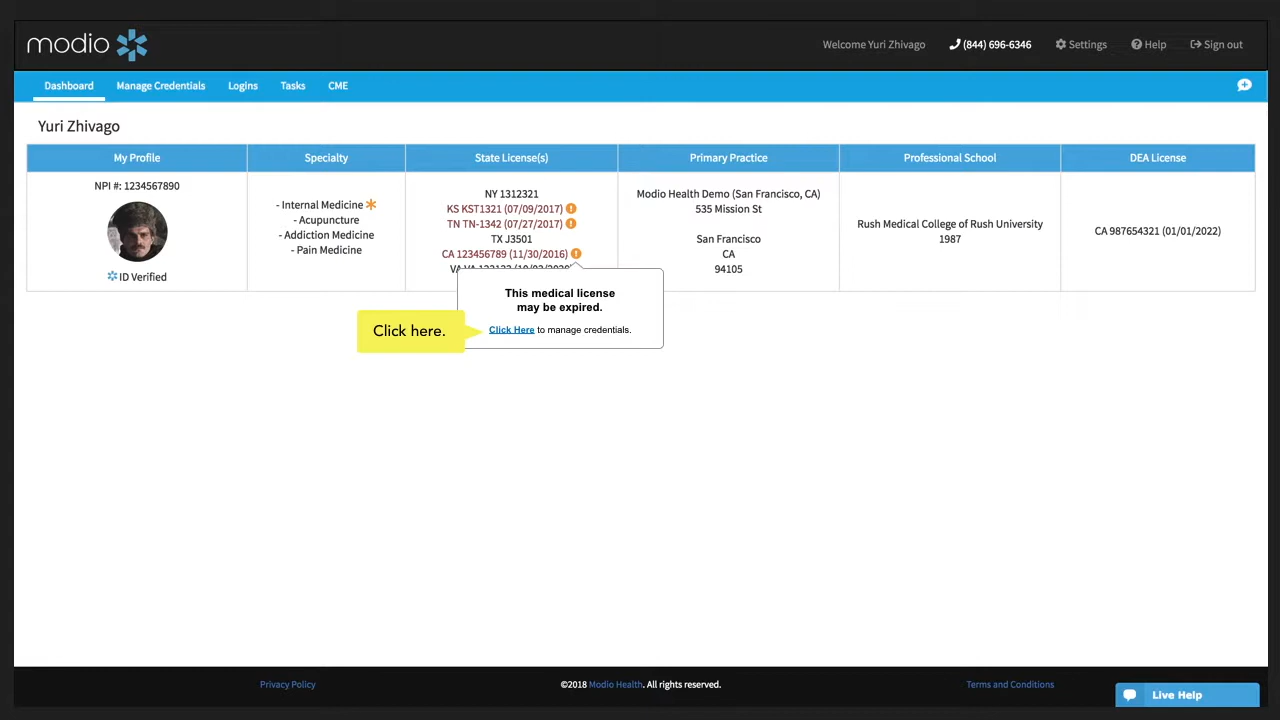 modio
Welcome Yuri Zhivago (844) 696-6346 Settings Help Sign out
Dashboard Manage Credentials Logins Tasks CME
Yuri Zhivago
My Profile Specialty State License(s) Primary Practice Professional School DEA License
NPI #: 1234567890
ID Verified
- Internal Medicine
- Acupuncture
- Addiction Medicine
- Pain Medicine
NY 1312321
KS KST1321 (07/09/2017)
TN TN-1342 (07/27/2017)
TX J3501
CA 123456789 (11/30/2016)
Modio Health Demo (San Francisco, CA)
535 Mission St
San Francisco
CA
94105
Rush Medical College of Rush University
1987
CA 987654321 (01/01/2022)
This medical license
may be expired.
Click Here to manage credentials.
Click here.
Privacy Policy ©2018 Modio Health. All rights reserved. Terms and Conditions
Live Help